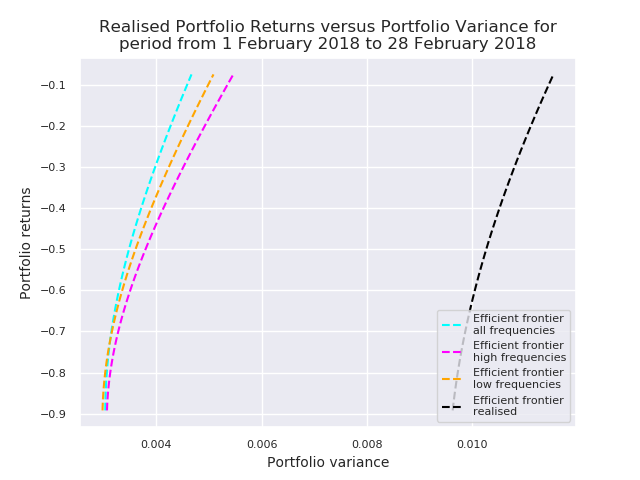 Realised Portfolio Returns versus Portfolio Variance for
period from 1 February 2018 to 28 February 2018
Portfolio returns
−0.1
−0.2
−0.3
−0.4
−0.5
−0.6
−0.7
−0.8
−0.9
Efficient frontier
all frequencies
Efficient frontier
high frequencies
Efficient frontier
low frequencies
Efficient frontier
realised
0.004
0.006
0.008
0.010
Portfolio variance